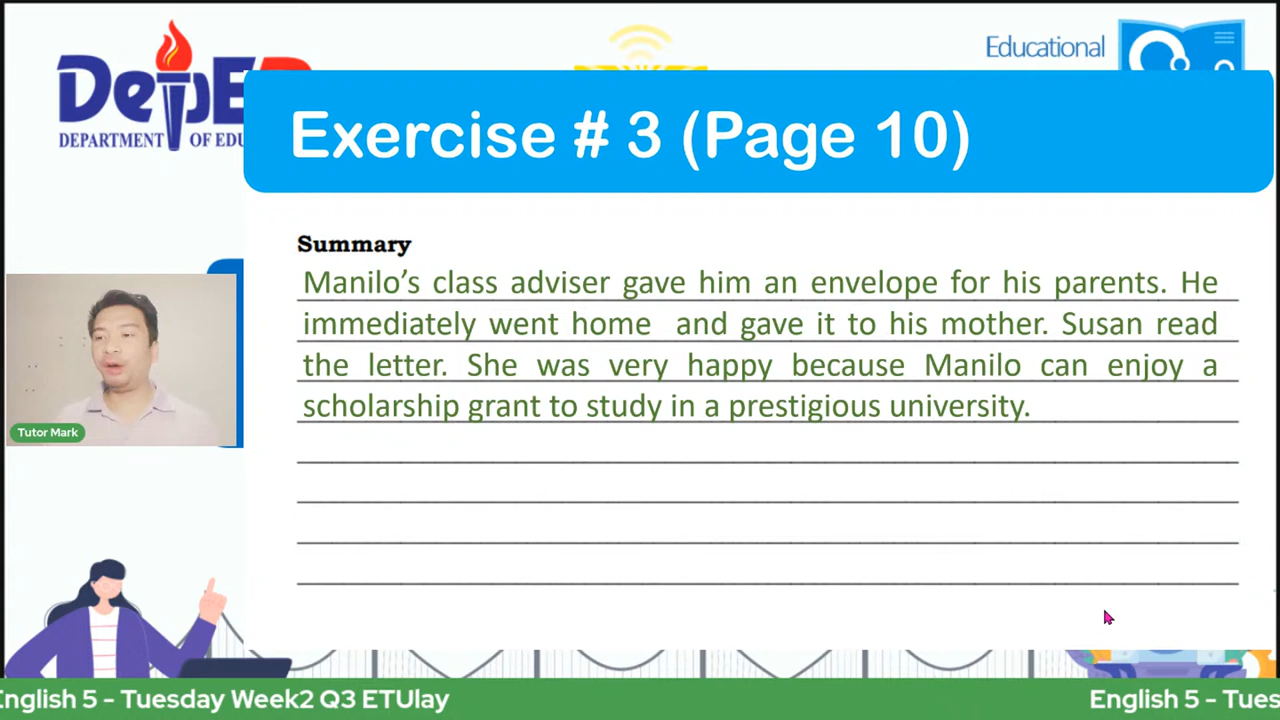 DepE
DEPARTMENT OF EDU
Educational
Exercise # 3 (Page 10)
Summary
Manilo's class adviser gave him an envelope for his parents. He
immediately went home and gave it to his mother. Susan read
the letter. She was very happy because Manilo can enjoy a
scholarship grant to study in a prestigious university.
Tutor Mark
English 5 - Tuesday Week2 Q3 ETUlay
English 5 - Tues